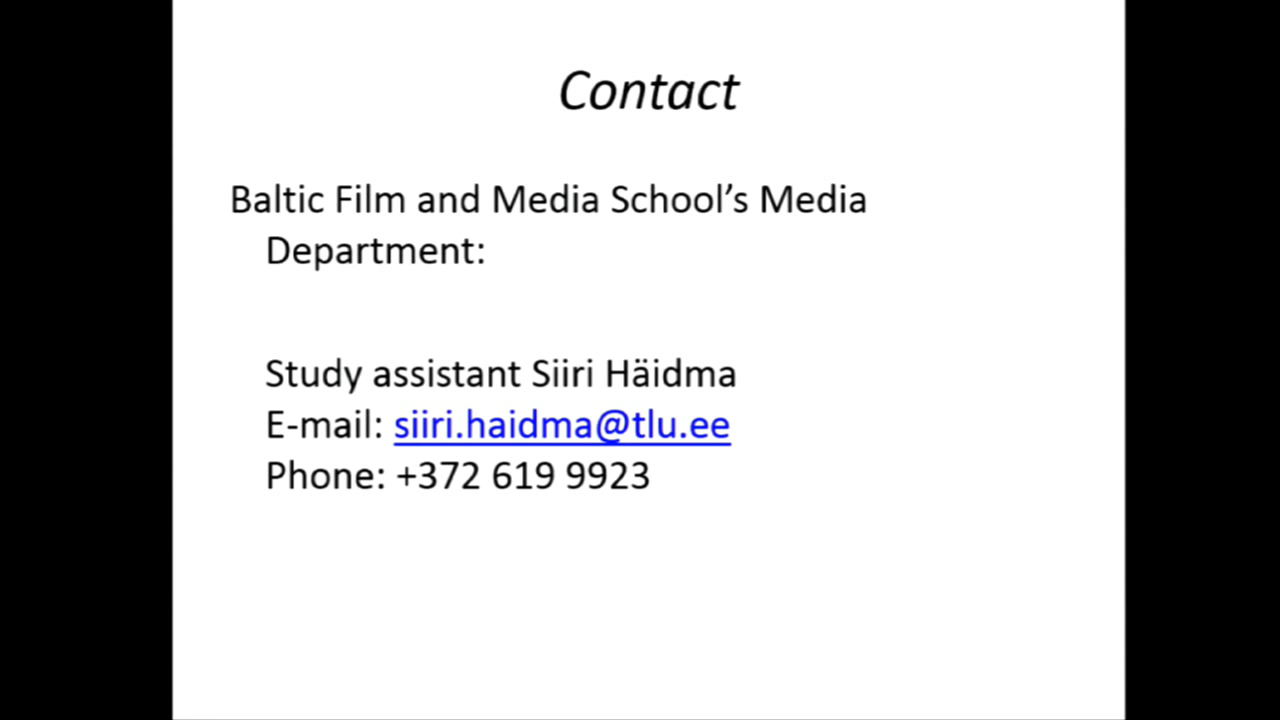 Contact
Baltic Film and Media School’s Media
Department:
Study assistant Siiri Häidma
E-mail: siiri.haidma@tlu.ee
Phone: +372 619 9923